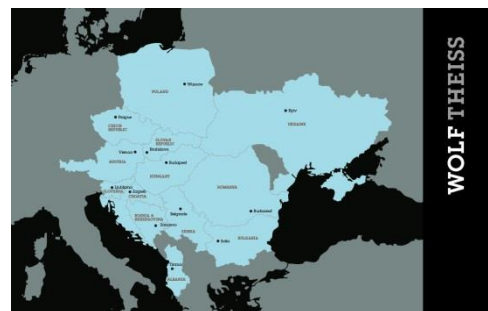 Warsaw
POLAND
Prague
CZECH
REPUBLIC
Kyiv
UKRAINE
SLOVAK
REPUBLIC
Bratislava
Vienna
AUSTRIA
Budapest
HUNGARY
Ljubljana
SLOVENIA
Zagreb
CROATIA
ROMANIA
Bucharest
Belgrade
BOSNIA &
HERZEGOVINA
Sarajevo
SERBIA
Sofia
BULGARIA
Tirana
ALBANIA
WOLF THEISS